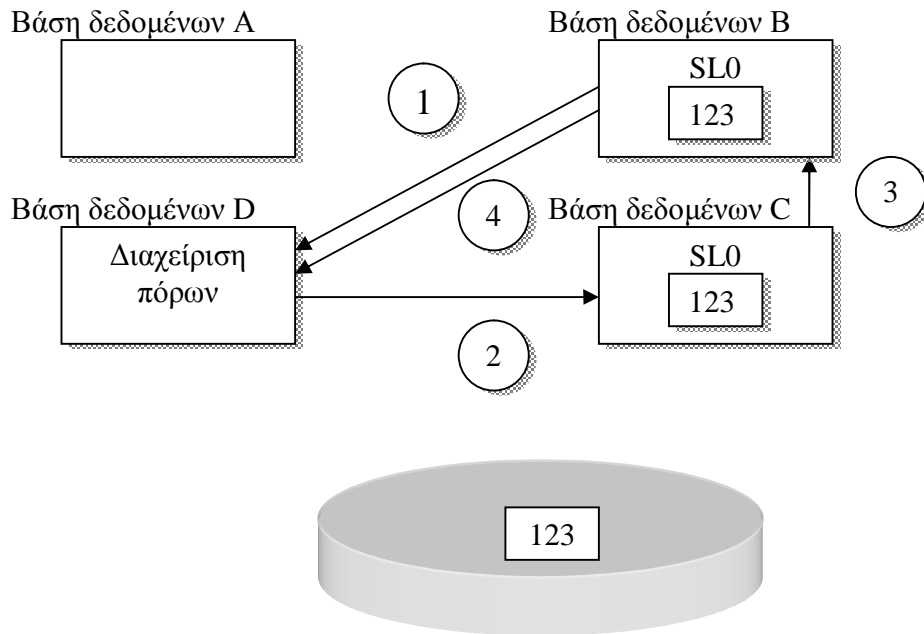 Βάση δεδομένων Α
Βάση δεδομένων Β
SL0
123
1
Βάση δεδομένων D
Διαχείριση
πόρων
4
Βάση δεδομένων C
SL0
123
3
2
123